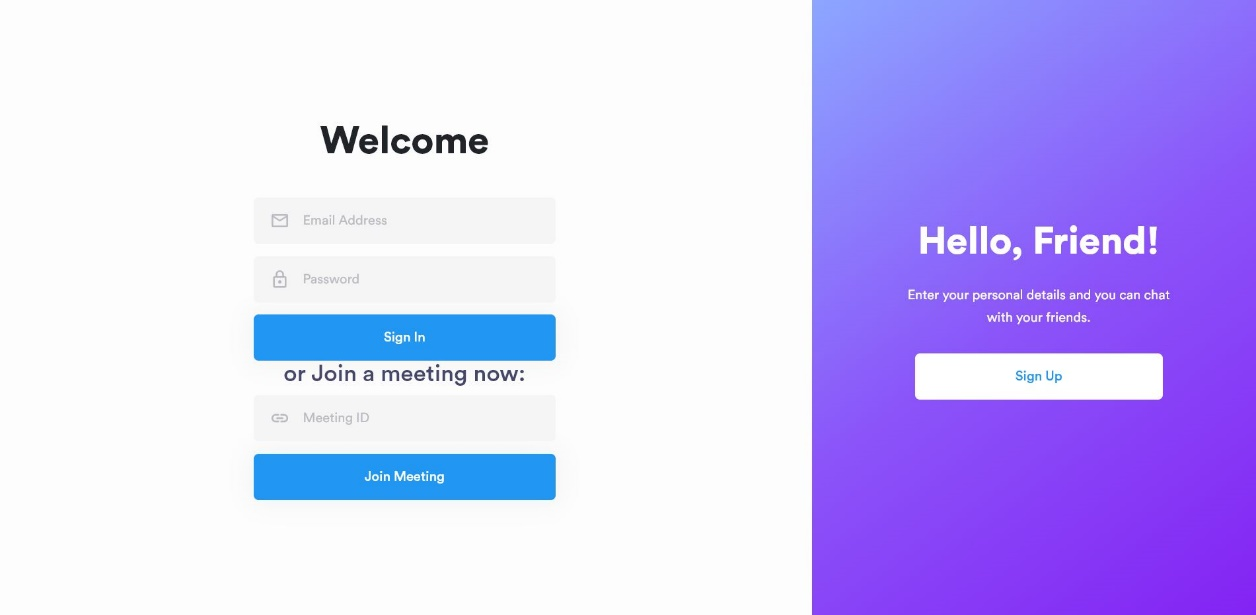 Welcome
Email Address
Password
Sign In
or Join a meeting now:
Meeting ID
Join Meeting
Hello, Friend!
Enter your personal details and you can chat
with your friends.
Sign Up